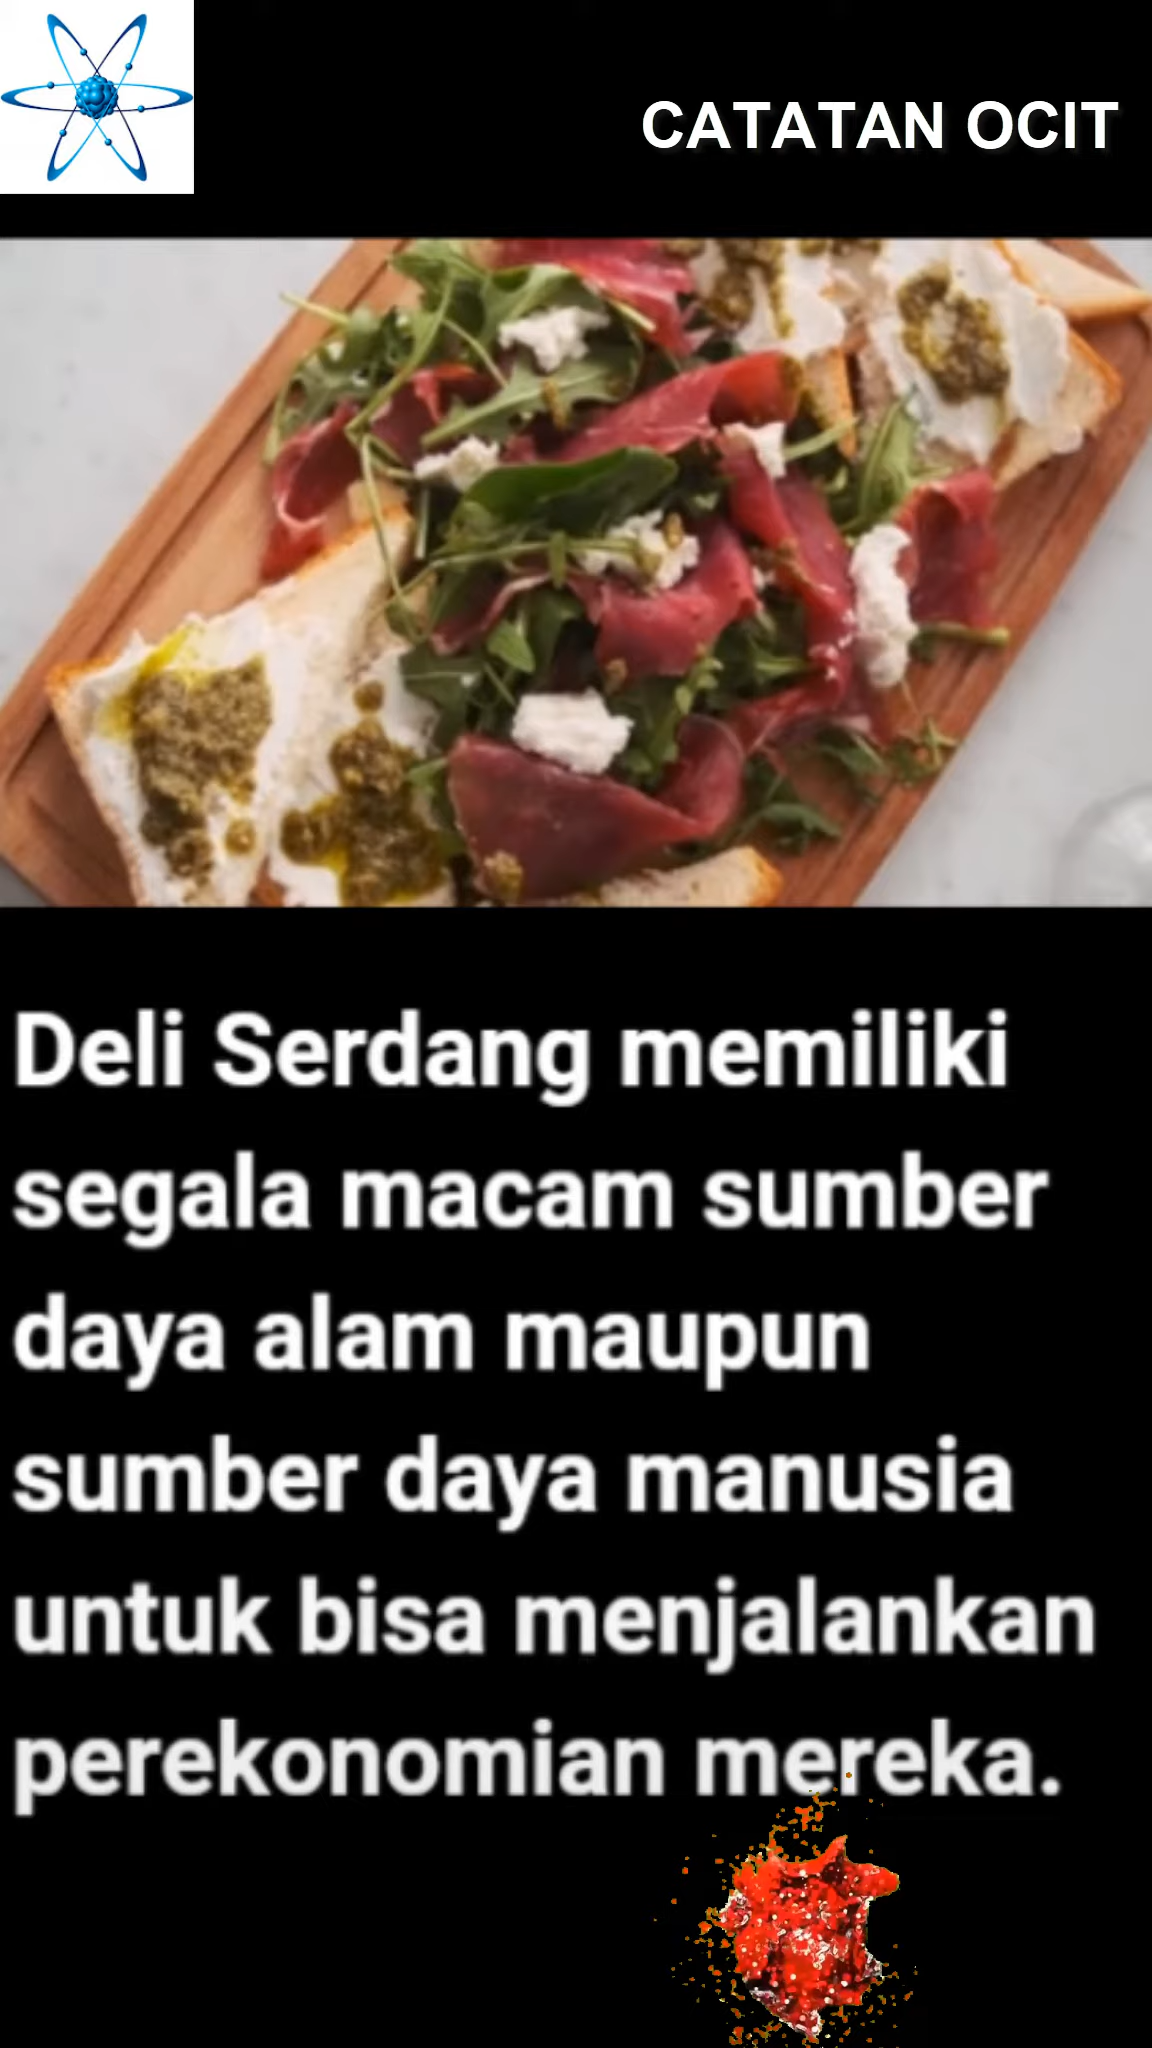 CATATAN OCIT
Deli Serdang memiliki
segala macam sumber
daya alam maupun
sumber daya manusia
untuk bisa menjalankan
perekonomian mereka.